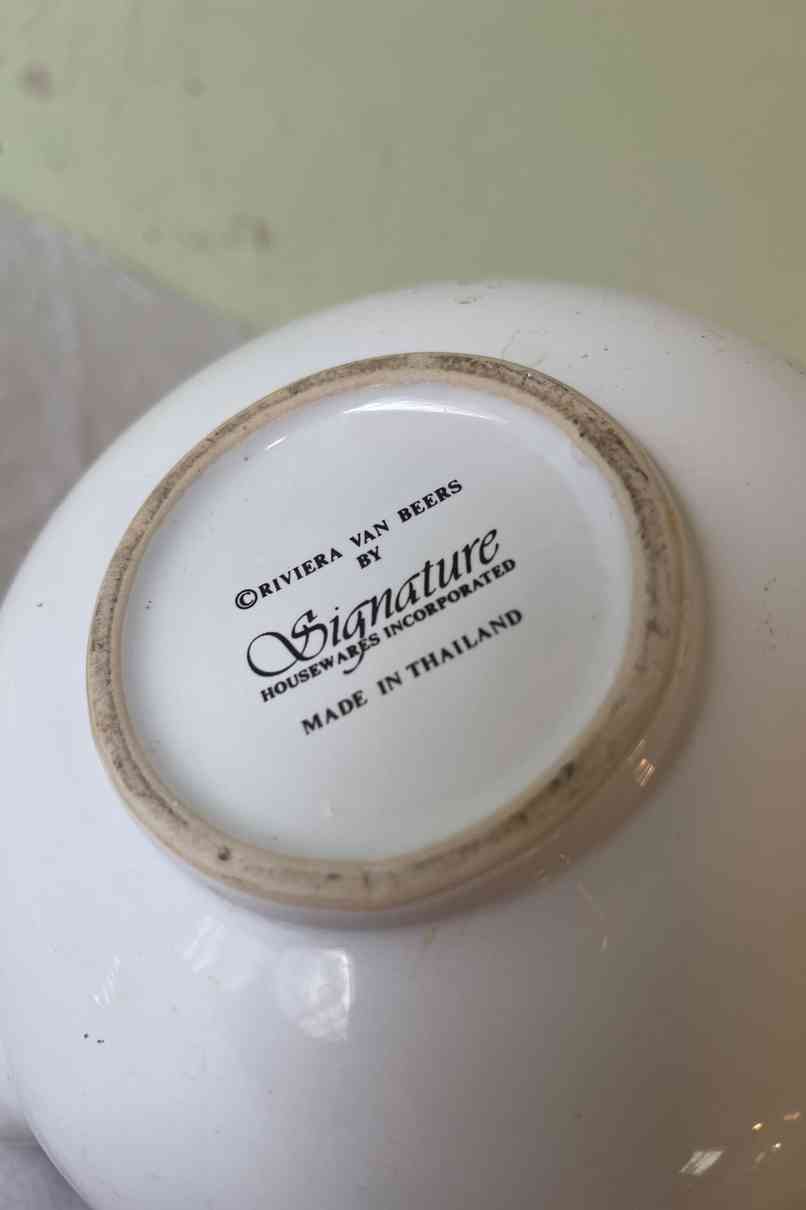 ©RIVIERA VAN BEERS
BY
Signature
HOUSEWARES INCORPORATED
MADE IN THAILAND